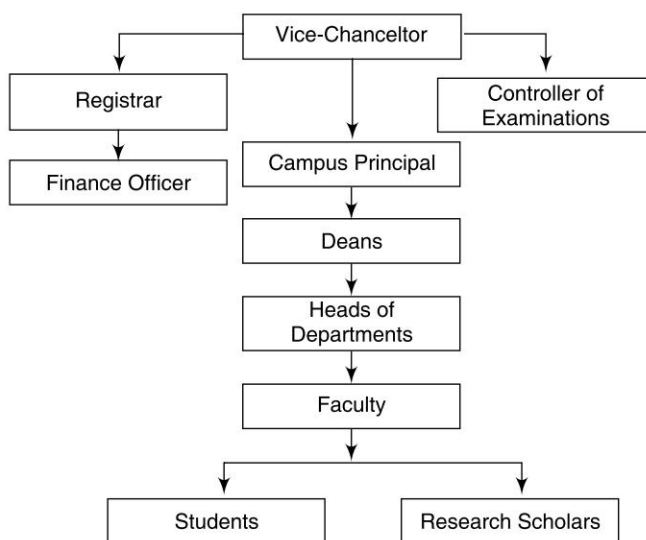 Vice-Chanceltor
Registrar
Controller of
Examinations
Campus Principal
Finance Officer
Deans
Heads of
Departments
Faculty
Students
Research Scholars